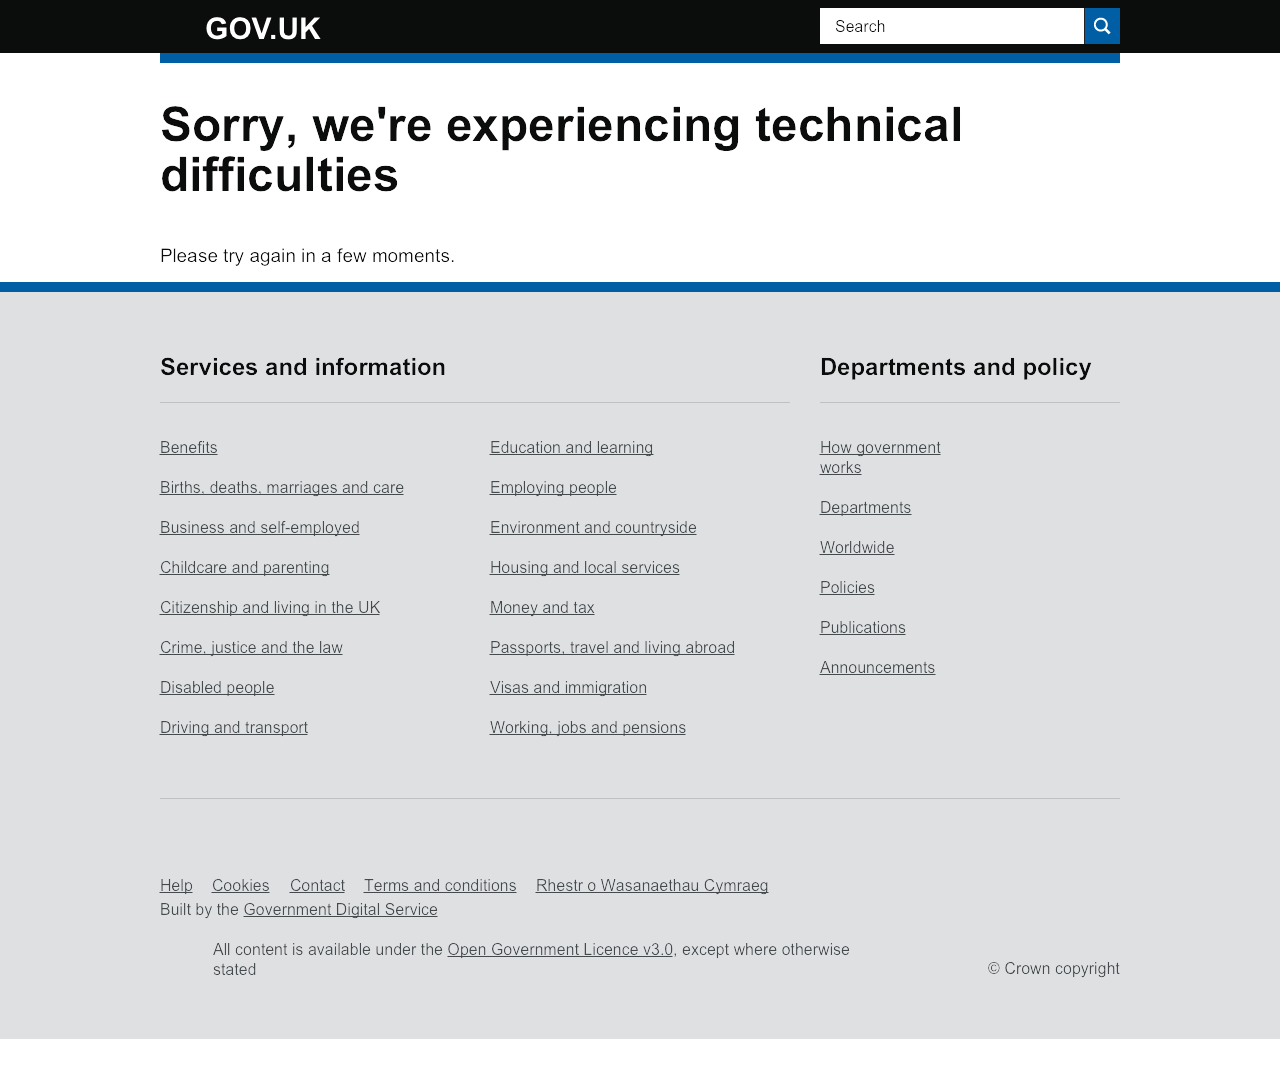 GOV.UK
Search
Sorry, we're experiencing technical
difficulties
Please try again in a few moments.
Services and information
Benefits
Births, deaths, marriages and care
Business and self-employed
Childcare and parenting
Citizenship and living in the UK
Crime, justice and the law
Disabled people
Driving and transport
Education and learning
Employing people
Environment and countryside
Housing and local services
Money and tax
Passports, travel and living abroad
Visas and immigration
Working, jobs and pensions
Departments and policy
How government
works
Departments
Worldwide
Policies
Publications
Announcements
Help Cookies Contact Terms and conditions Rhestr o Wasanaethau Cymraeg
Built by the Government Digital Service
All content is available under the Open Government Licence v3.0, except where otherwise
stated
© Crown copyright